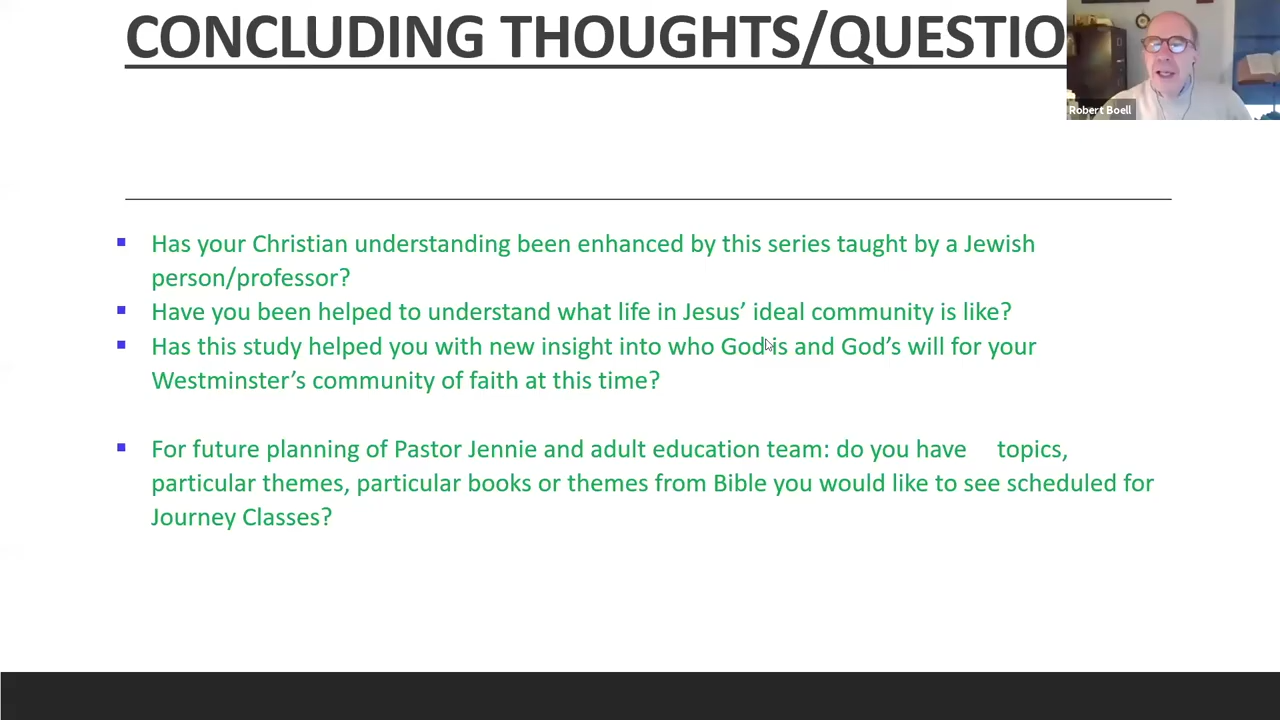 CONCLUDING THOUGHTS/QUESTIO
Robert Boell
Has your Christian understanding been enhanced by this series taught by a Jewish
person/professor?
Have you been helped to understand what life in Jesus’ ideal community is like?
Has this study helped you with new insight into who God is and God’s will for your
Westminster’s community of faith at this time?
For future planning of Pastor Jennie and adult education team: do you have topics,
particular themes, particular books or themes from Bible you would like to see scheduled for
Journey Classes?